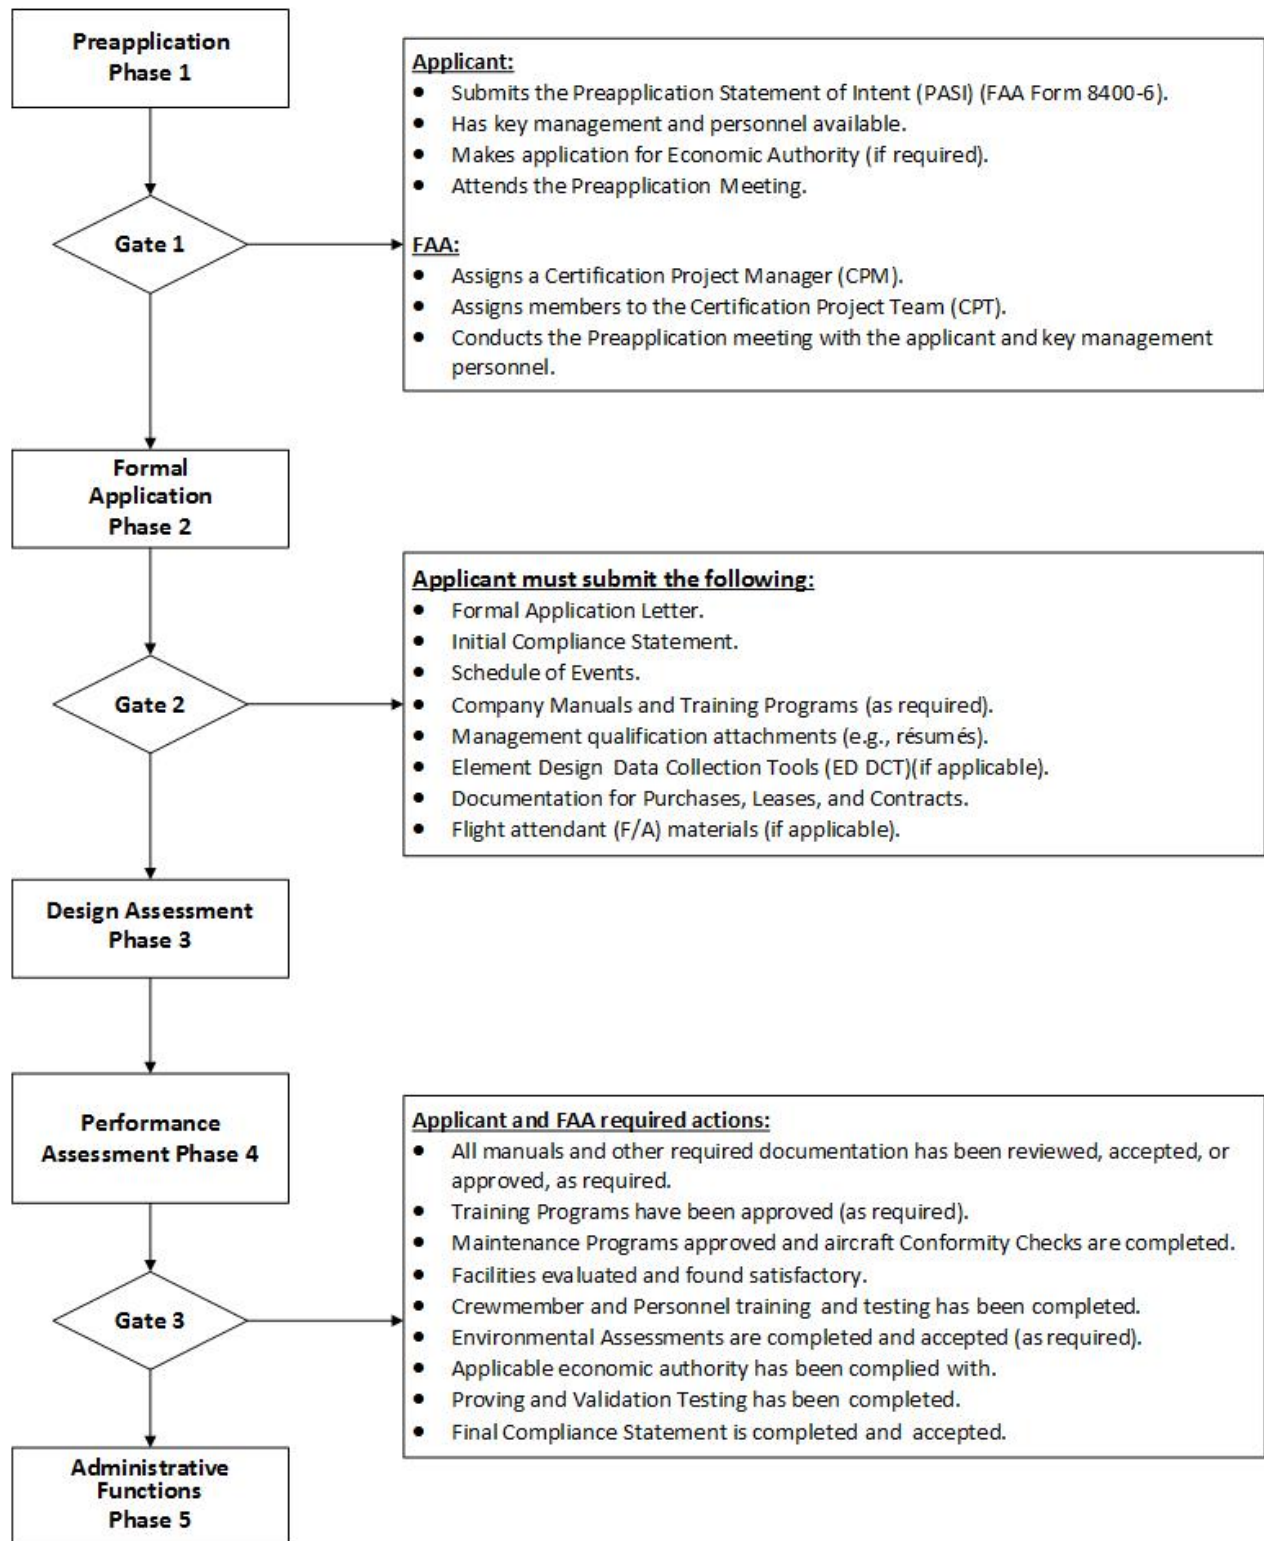 Preapplication
Phase 1
Applicant:
• Submits the Preapplication Statement of Intent (PASI) (FAA Form 8400-6).
• Has key management and personnel available.
• Makes application for Economic Authority (if required).
• Attends the Preapplication Meeting.
Gate 1
FAA:
• Assigns a Certification Project Manager (CPM).
• Assigns members to the Certification Project Team (CPT).
• Conducts the Preapplication meeting with the applicant and key management
personnel.
Formal
Application
Phase 2
Applicant must submit the following:
• Formal Application Letter.
• Initial Compliance Statement.
• Schedule of Events.
• Company Manuals and Training Programs (as required).
• Management qualification attachments (e.g., résumés).
• Element Design Data Collection Tools (ED DCT)(if applicable).
• Documentation for Purchases, Leases, and Contracts.
• Flight attendant (F/A) materials (if applicable).
Gate 2
Design Assessment
Phase 3
Performance
Assessment Phase 4
Applicant and FAA required actions:
• All manuals and other required documentation has been reviewed, accepted, or
approved, as required.
• Training Programs have been approved (as required).
• Maintenance Programs approved and aircraft Conformity Checks are completed.
• Facilities evaluated and found satisfactory.
• Crewmember and Personnel training and testing has been completed.
• Environmental Assessments are completed and accepted (as required).
• Applicable economic authority has been complied with.
• Proving and Validation Testing has been completed.
• Final Compliance Statement is completed and accepted.
Gate 3
Administrative
Functions
Phase 5